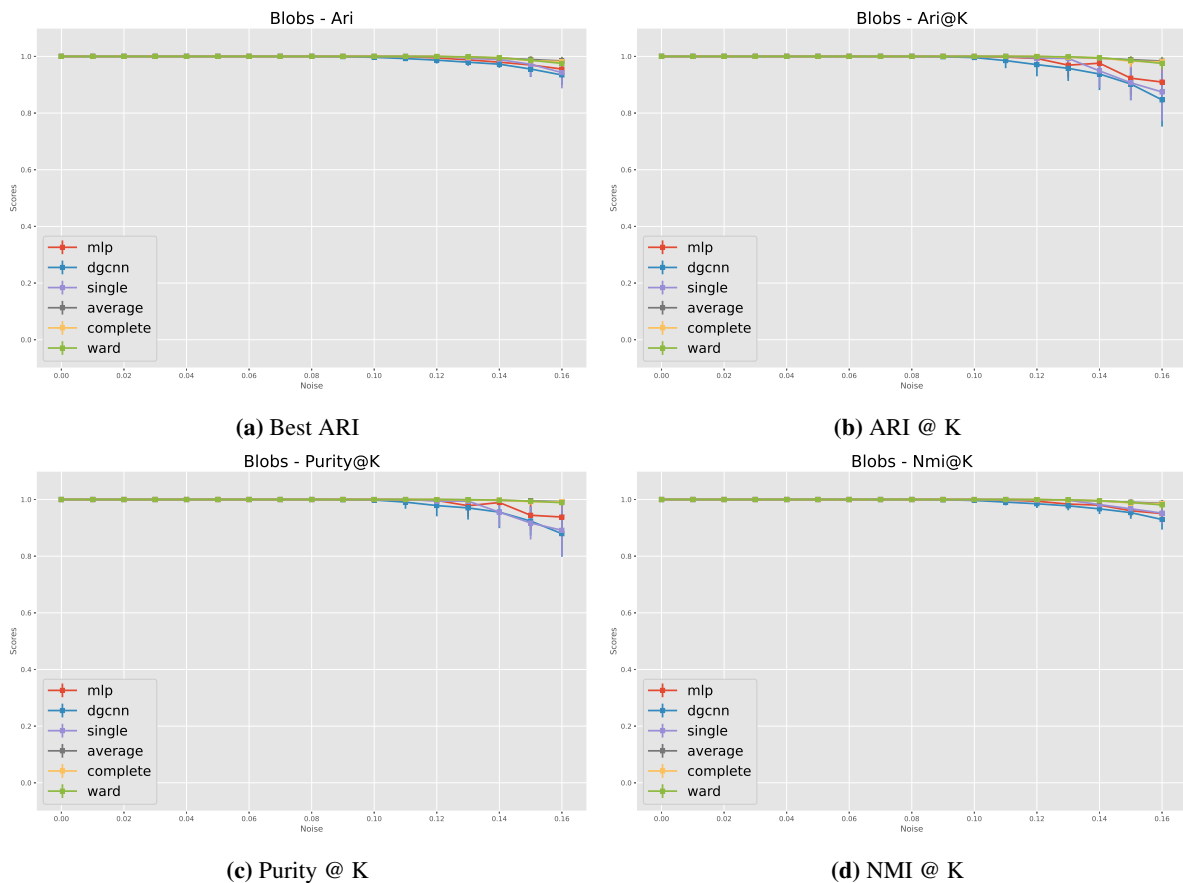 Blobs - Ari
1.0
0.8
0.6
0.4
0.2
0.0
Scores
mlp
dgcnn
single
average
complete
ward
0.00 0.02 0.04 0.06 0.08 0.10 0.12 0.14 0.16
Noise
(a) Best ARI
Blobs - Ari@K
1.0
0.8
0.6
0.4
0.2
0.0
Scores
mlp
dgcnn
single
average
complete
ward
0.00 0.02 0.04 0.06 0.08 0.10 0.12 0.14 0.16
Noise
(b) ARI @ K
Blobs - Purity@K
1.0
0.8
0.6
0.4
0.2
0.0
Scores
mlp
dgcnn
single
average
complete
ward
0.00 0.02 0.04 0.06 0.08 0.10 0.12 0.14 0.16
Noise
(c) Purity @ K
Blobs - Nmi@K
1.0
0.8
0.6
0.4
0.2
0.0
Scores
mlp
dgcnn
single
average
complete
ward
0.00 0.02 0.04 0.06 0.08 0.10 0.12 0.14 0.16
Noise
(d) NMI @ K